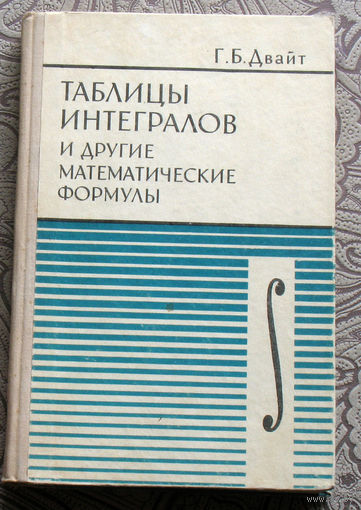 Г. Б. Двайт
ТАБЛИЦЫ
ИНТЕГРАЛОВ
И ДРУГИЕ
МАТЕМАТИЧЕСКИЕ
ФОРМУЛЫ
∫